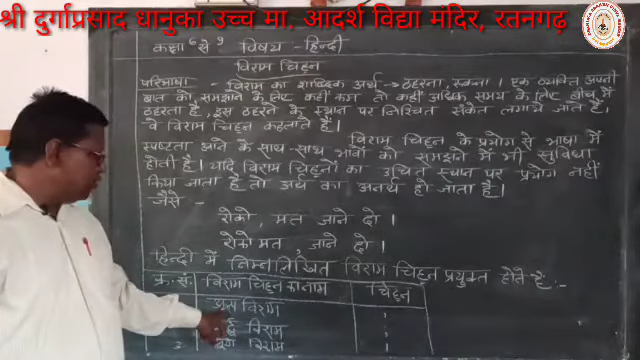 श्री दुर्गाप्रसाद धानुका उच्च मा. आदर्श विद्या मंदिर, रतनगढ़
कक्षा 6 से 9 विषय :- हिन्दी
विराम चिह्न
परिभाषा - विराम का शाब्दिक अर्थ → ठहरना, रुकना। एक व्यक्ति अपनी
बात को समझाने के लिए कहीं कम तो कहीं अधिक समय के लिए बीच में
ठहरता है, इस ठहरने के स्थान पर निश्चित संकेत लगाये जाते हैं,
वे विराम चिह्न कहलाते हैं।
विराम चिह्न के प्रयोग से भाषा में
स्पष्टता आने के साथ-साथ भावों को समझने में भी सुविधा
होती है। यदि विराम चिह्नों का उचित स्थान पर प्रयोग नहीं
किया जाता है तो अर्थ का अनर्थ हो जाता है।
जैसे -
रोको, मत जाने दो।
रोको मत, जाने दो।
हिन्दी में निम्नलिखित विराम चिह्न प्रयुक्त होते हैं:-
क्र. सं. विराम चिह्न का नाम चिह्न
विराम ,
विराम ;
विराम ।